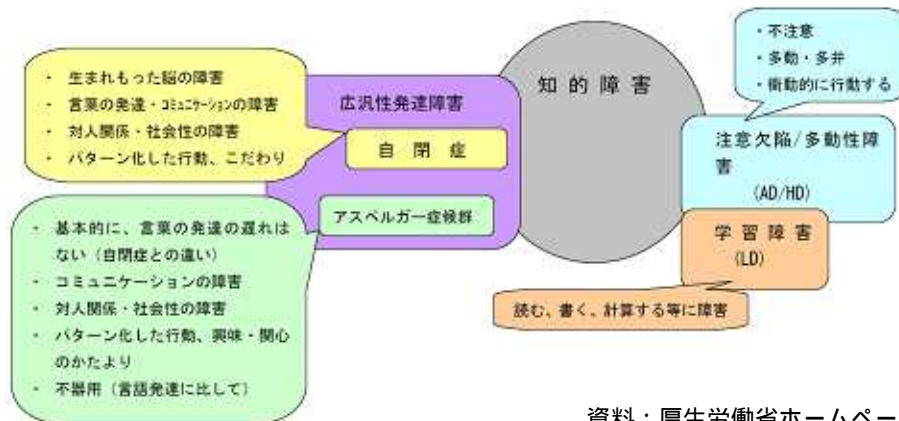 ・ 生まれもった脳の障害
・ 言葉の発達・コミュニケーションの障害
・ 対人関係・社会性の障害
・ パターン化した行動、こだわり
広汎性発達障害
自 閉 症
アスペルガー症候群
・ 基本的に、言葉の発達の遅れは
ない（自閉症との違い）
・ コミュニケーションの障害
・ 対人関係・社会性の障害
・ パターン化した行動、興味・関心
のかたより
・ 不器用（言語発達に比して）
知 的 障 害
・不注意
・多動・多弁
・衝動的に行動する
注意欠陥/多動性障
害
(AD/HD)
学 習 障 害
(LD)
読む、書く、計算する等に障害
資料：厚生労働省ホームペー